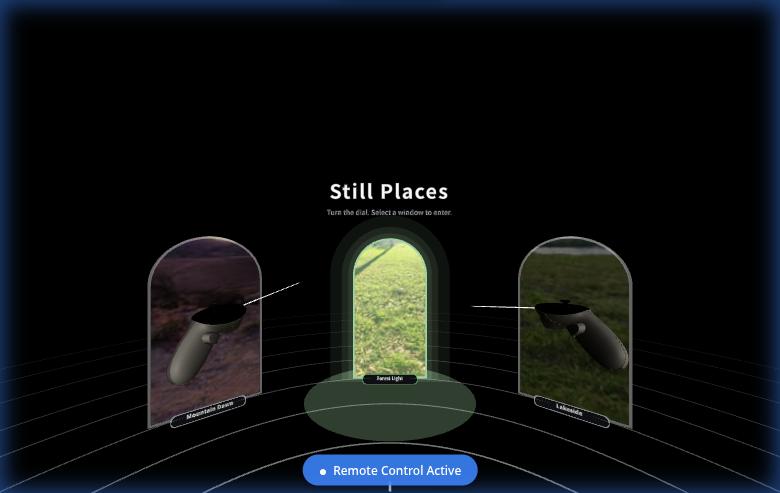 Still Places
Turn the dial. Select a window to enter.
Forest Light
Mountain Dawn
Lakeside
Remote Control Active